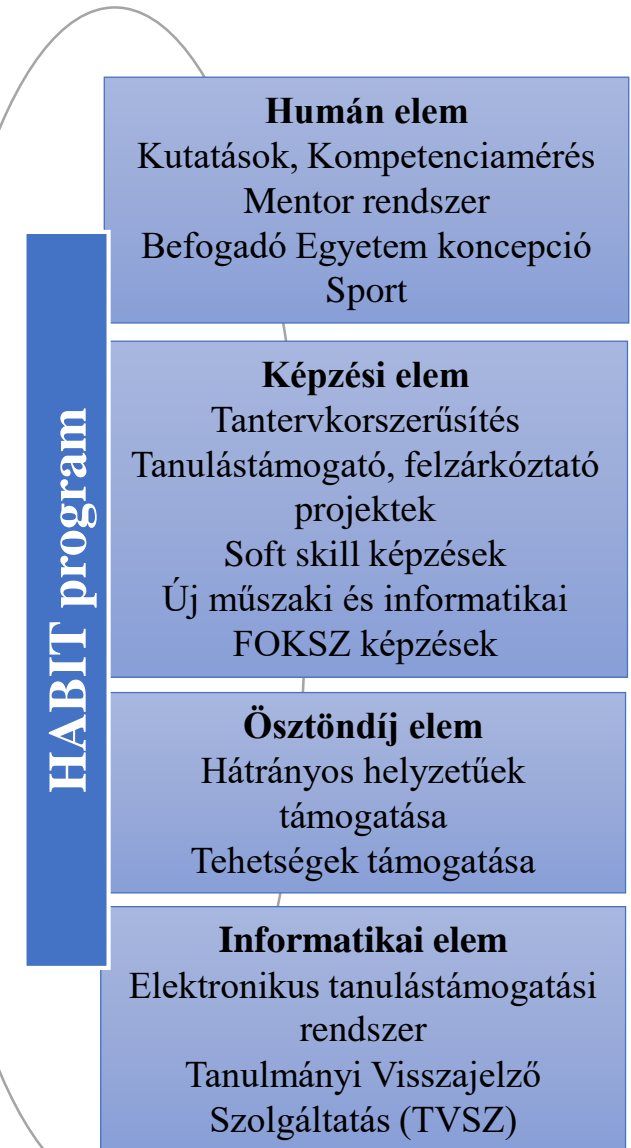 HABIT program
Humán elem
Kutatások, Kompetenciamérés
Mentor rendszer
Befogadó Egyetem koncepció
Sport
Képzési elem
Tantervkorszerűsítés
Tanulástámogató, felzárkóztató
projektek
Soft skill képzések
Új műszaki és informatikai
FOKSZ képzések
Ösztöndíj elem
Hátrányos helyzetűek
támogatása
Tehetségek támogatása
Informatikai elem
Elektronikus tanulástámogatási
rendszer
Tanulmányi Visszajelző
Szolgáltatás (TVSZ)